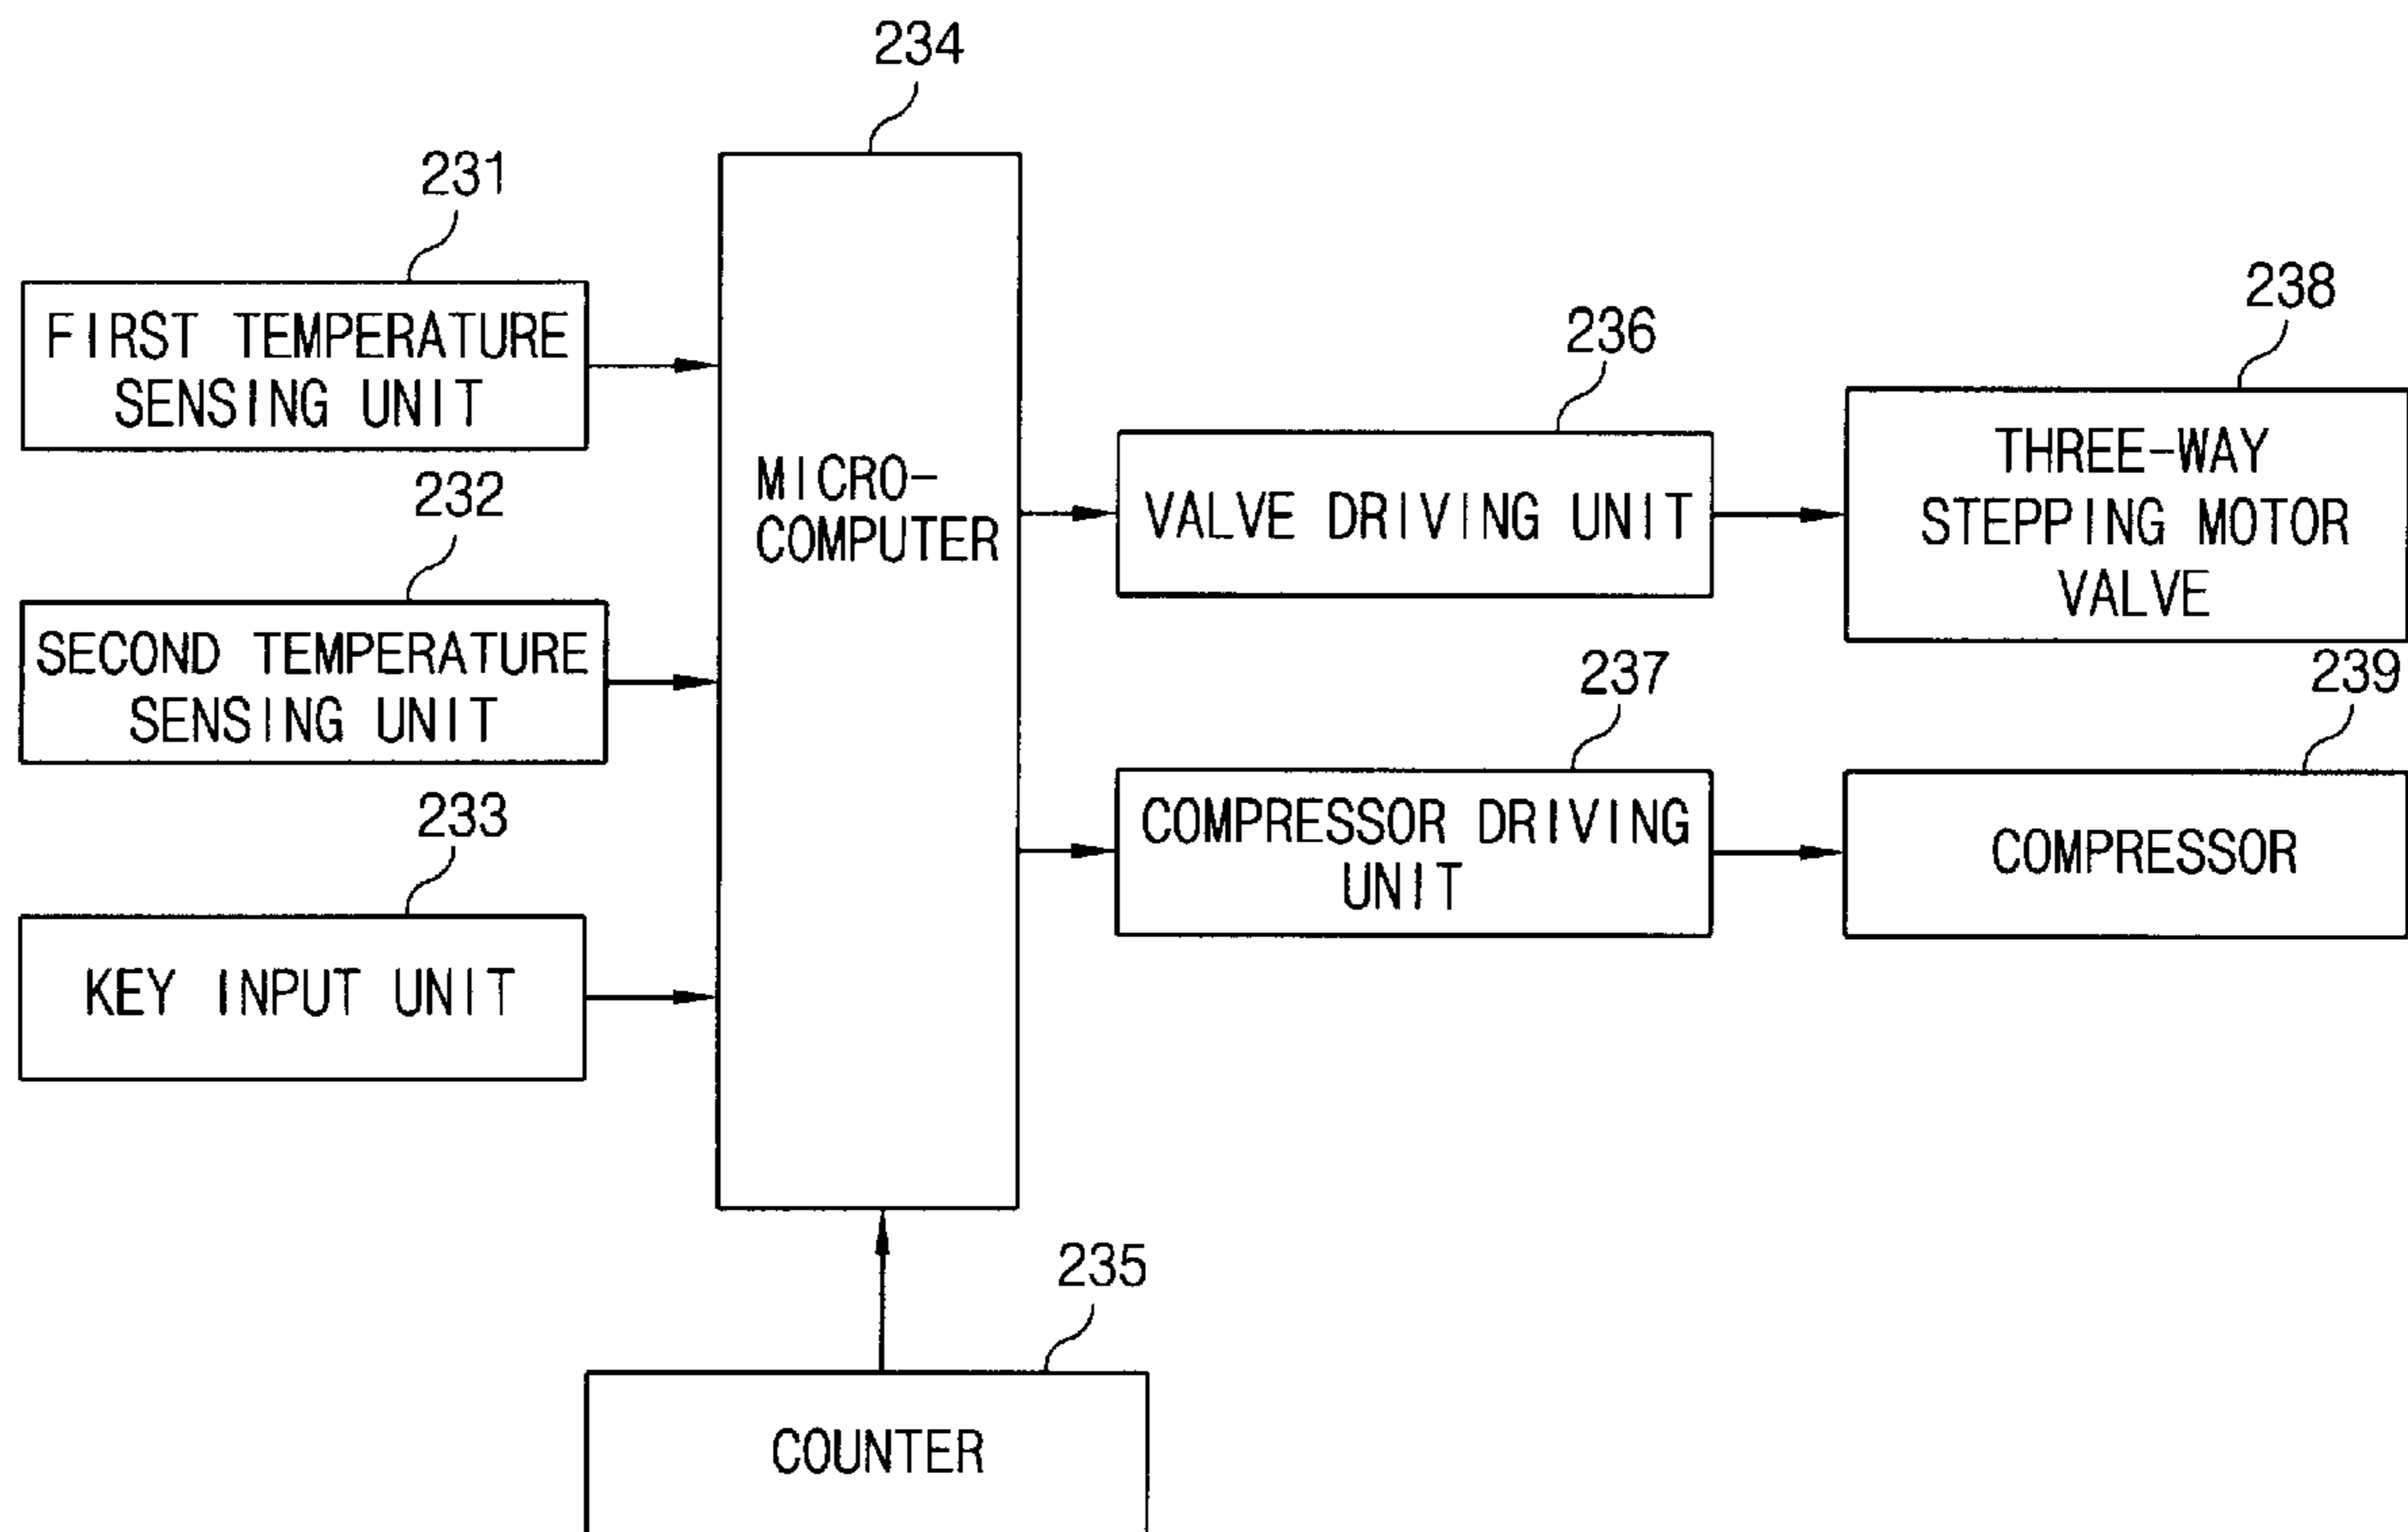 234
231
FIRST TEMPERATURE
SENSING UNIT
232
SECOND TEMPERATURE
SENSING UNIT
233
KEY INPUT UNIT
MICRO-
COMPUTER
235
COUNTER
236
VALVE DRIVING UNIT
237
COMPRESSOR DRIVING
UNIT
238
THREE-WAY
STEPPING MOTOR
VALVE
239
COMPRESSOR